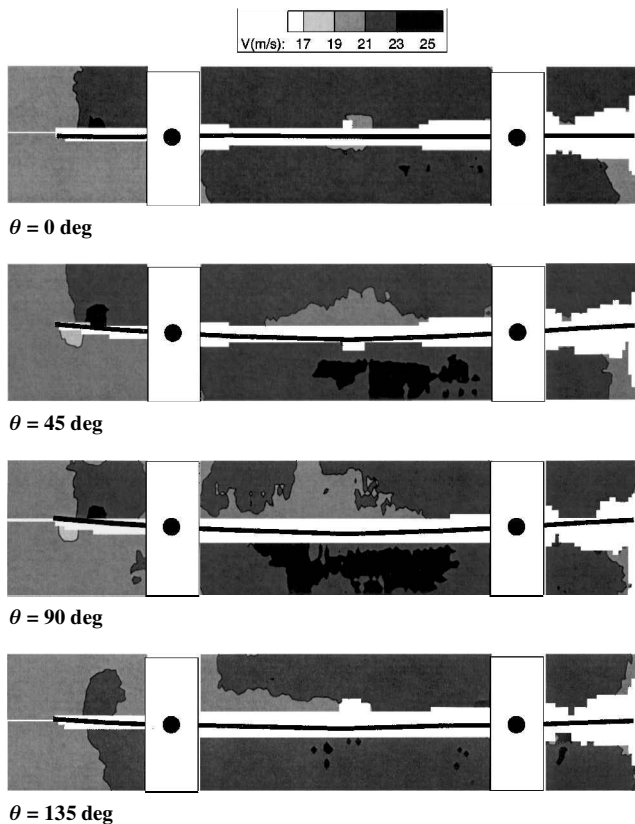 V(m/s): 17 19 21 23 25
θ = 0 deg
θ = 45 deg
θ = 90 deg
θ = 135 deg